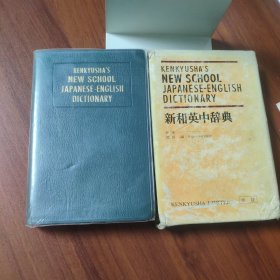 KENKYUSHA'S
NEW SCHOOL
JAPANESE-ENGLISH
DICTIONARY
KENKYUSHA'S
NEW SCHOOL
JAPANESE-ENGLISH
DICTIONARY
新和英中辞典
KENKYUSHA LIMITED